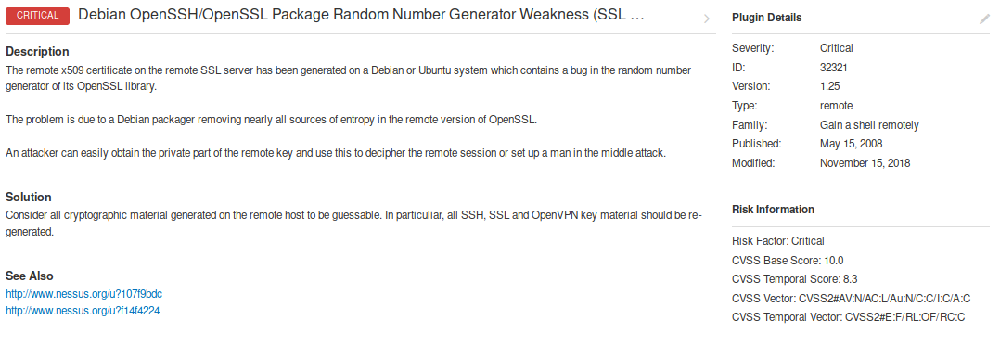 CRITICAL Debian OpenSSH/OpenSSL Package Random Number Generator Weakness (SSL ...
Description
The remote x509 certificate on the remote SSL server has been generated on a Debian or Ubuntu system which contains a bug in the random number
generator of its OpenSSL library.
The problem is due to a Debian packager removing nearly all sources of entropy in the remote version of OpenSSL.
An attacker can easily obtain the private part of the remote key and use this to decipher the remote session or set up a man in the middle attack.
Solution
Consider all cryptographic material generated on the remote host to be guessable. In particuliar, all SSH, SSL and OpenVPN key material should be re-
generated.
See Also
http://www.nessus.org/u?107f9bdc
http://www.nessus.org/u?f14f4224
Plugin Details
Severity: Critical
ID: 32321
Version: 1.25
Type: remote
Family: Gain a shell remotely
Published: May 15, 2008
Modified: November 15, 2018
Risk Information
Risk Factor: Critical
CVSS Base Score: 10.0
CVSS Temporal Score: 8.3
CVSS Vector: CVSS2#AV:N/AC:L/Au:N/C:C/I:C/A:C
CVSS Temporal Vector: CVSS2#E:F/RL:OF/RC:C